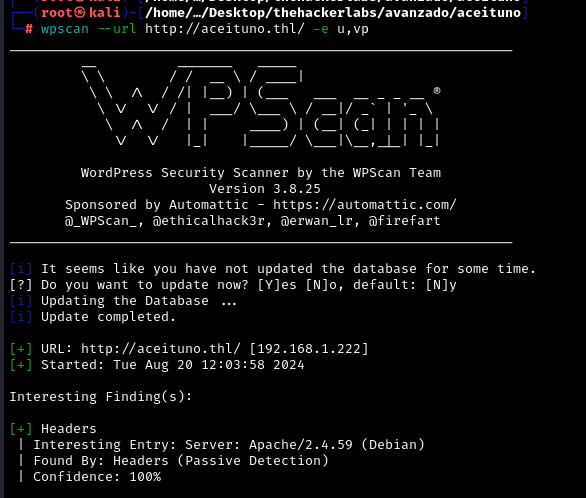 (root㉿kali)-[/home/…/Desktop/thehackerlabs/avanzado/aceituno]
└─# wpscan --url http://aceituno.thl/ -e u,vp
WPScan ®
WordPress Security Scanner by the WPScan Team
Version 3.8.25
Sponsored by Automattic - https://automattic.com/
@_WPScan_, @ethicalhack3r, @erwan_lr, @firefart
[i] It seems like you have not updated the database for some time.
[?] Do you want to update now? [Y]es [N]o, default: [N]y
[i] Updating the Database ...
[i] Update completed.
[+] URL: http://aceituno.thl/ [192.168.1.222]
[+] Started: Tue Aug 20 12:03:58 2024
Interesting Finding(s):
[+] Headers
| Interesting Entry: Server: Apache/2.4.59 (Debian)
| Found By: Headers (Passive Detection)
| Confidence: 100%